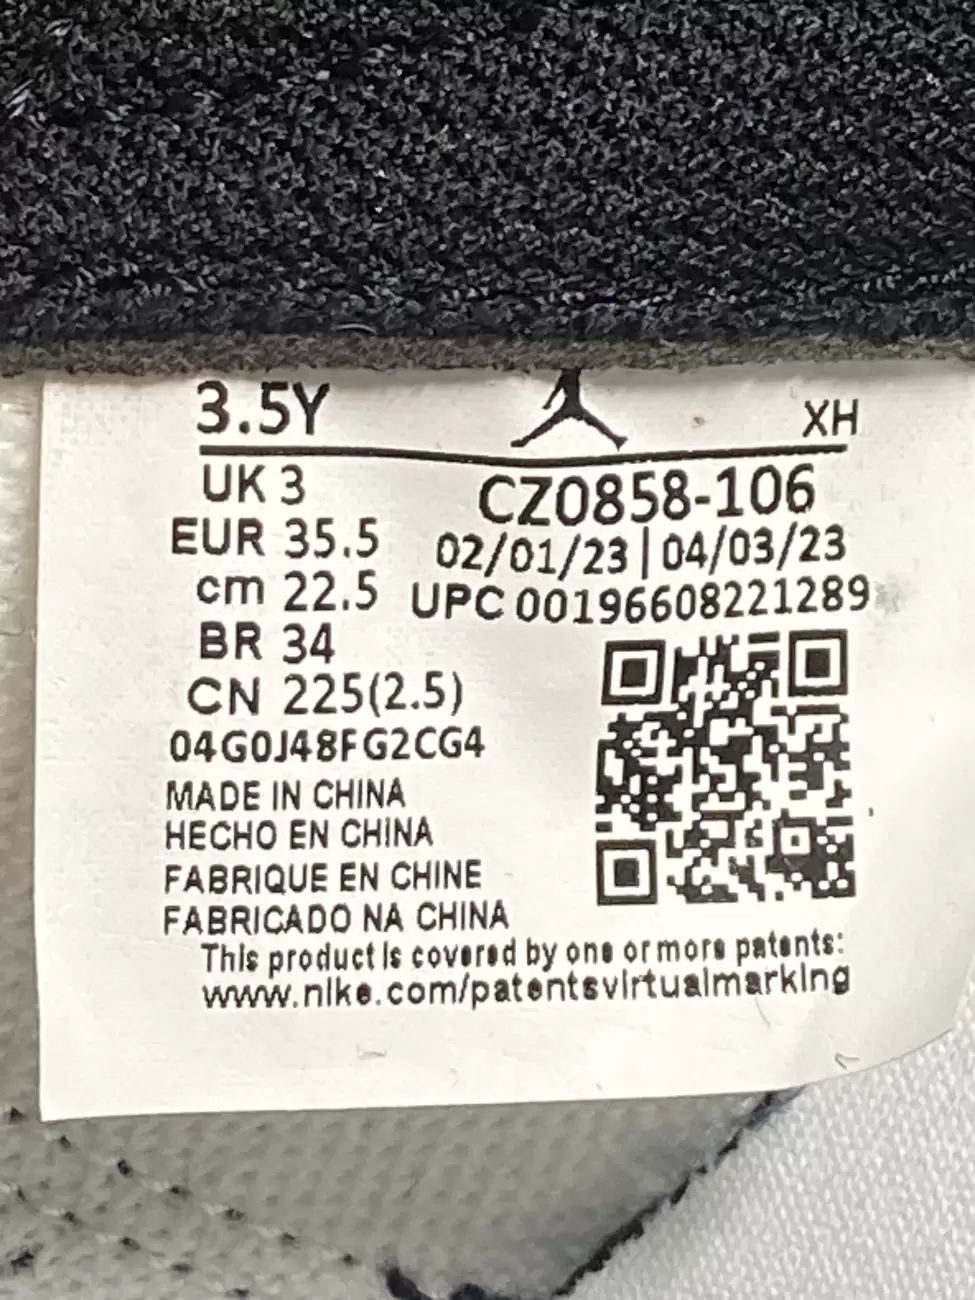 3.5Y XH
UK 3
CZ0858-106
EUR 35.5
02/01/23 | 04/03/23
cm 22.5
UPC 00196608221289
BR 34
CN 225(2.5)
04G0J48FG2CG4
MADE IN CHINA
HECHO EN CHINA
FABRIQUE EN CHINE
FABRICADO NA CHINA
This product is covered by one or more patents:
www.nike.com/patentsvirtualmarking